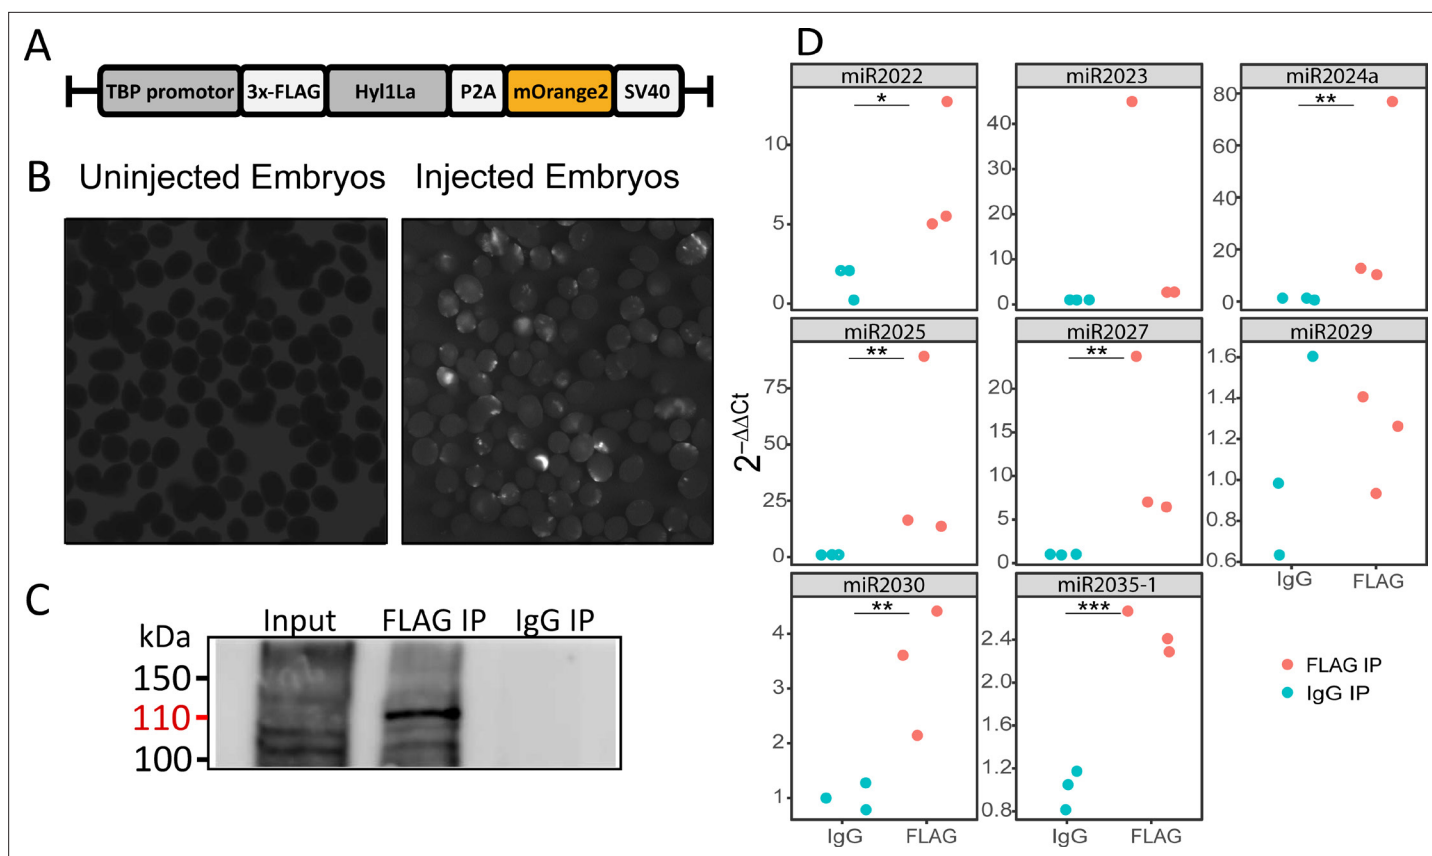 A
TBP promotor 3x-FLAG Hyl1La P2A mOrange2 SV40
B
Uninjected Embryos Injected Embryos
C
kDa Input FLAG IP IgG IP
150
110
100
D
miR2022 miR2023 miR2024a
* **
10 5 0
40 30 20 10 0
80 60 40 20 0
miR2025 miR2027 miR2029
** **
75 50 25 0
20 15 10 5 0
1.6 1.4 1.2 1.0 0.8 0.6
2−ΔΔCt
IgG FLAG
miR2030 miR2035-1
** ***
4 3 2 1
2.4 2.0 1.6 1.2 0.8
IgG FLAG IgG FLAG
FLAG IP
IgG IP